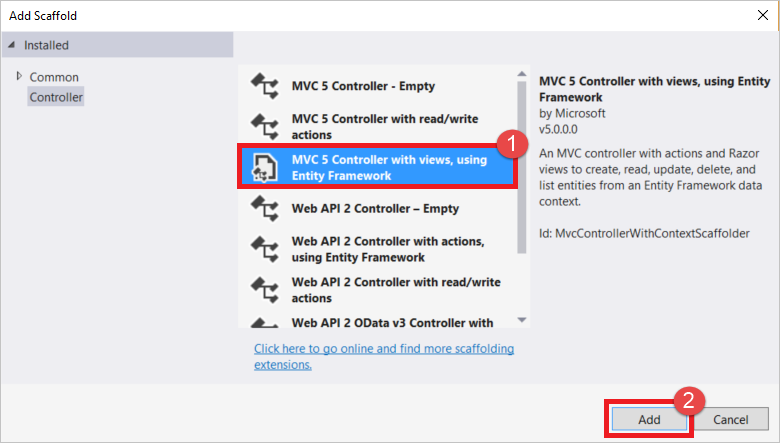 Add Scaffold
Installed
Common
Controller
MVC 5 Controller - Empty
MVC 5 Controller with read/write
actions
MVC 5 Controller with views, using
Entity Framework
1
Web API 2 Controller – Empty
Web API 2 Controller with actions,
using Entity Framework
Web API 2 Controller with read/write
actions
Web API 2 OData v3 Controller with
Click here to go online and find more scaffolding
extensions.
MVC 5 Controller with views, using Entity
Framework
by Microsoft
v5.0.0.0
An MVC controller with actions and Razor
views to create, read, update, delete, and
list entities from an Entity Framework data
context.
Id: MvcControllerWithContextScaffolder
2
Add
Cancel